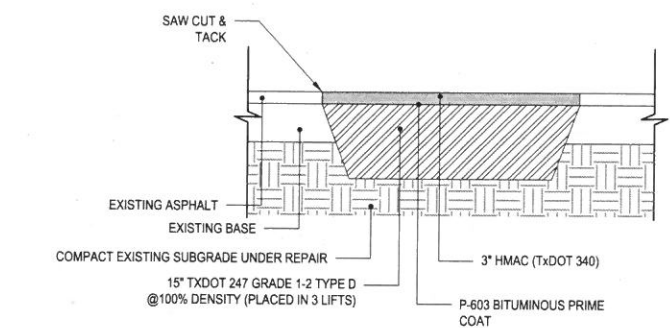 SAW CUT &
TACK
EXISTING ASPHALT
EXISTING BASE
COMPACT EXISTING SUBGRADE UNDER REPAIR
15" TXDOT 247 GRADE 1-2 TYPE D
@100% DENSITY (PLACED IN 3 LIFTS)
3" HMAC (TxDOT 340)
P-603 BITUMINOUS PRIME
COAT